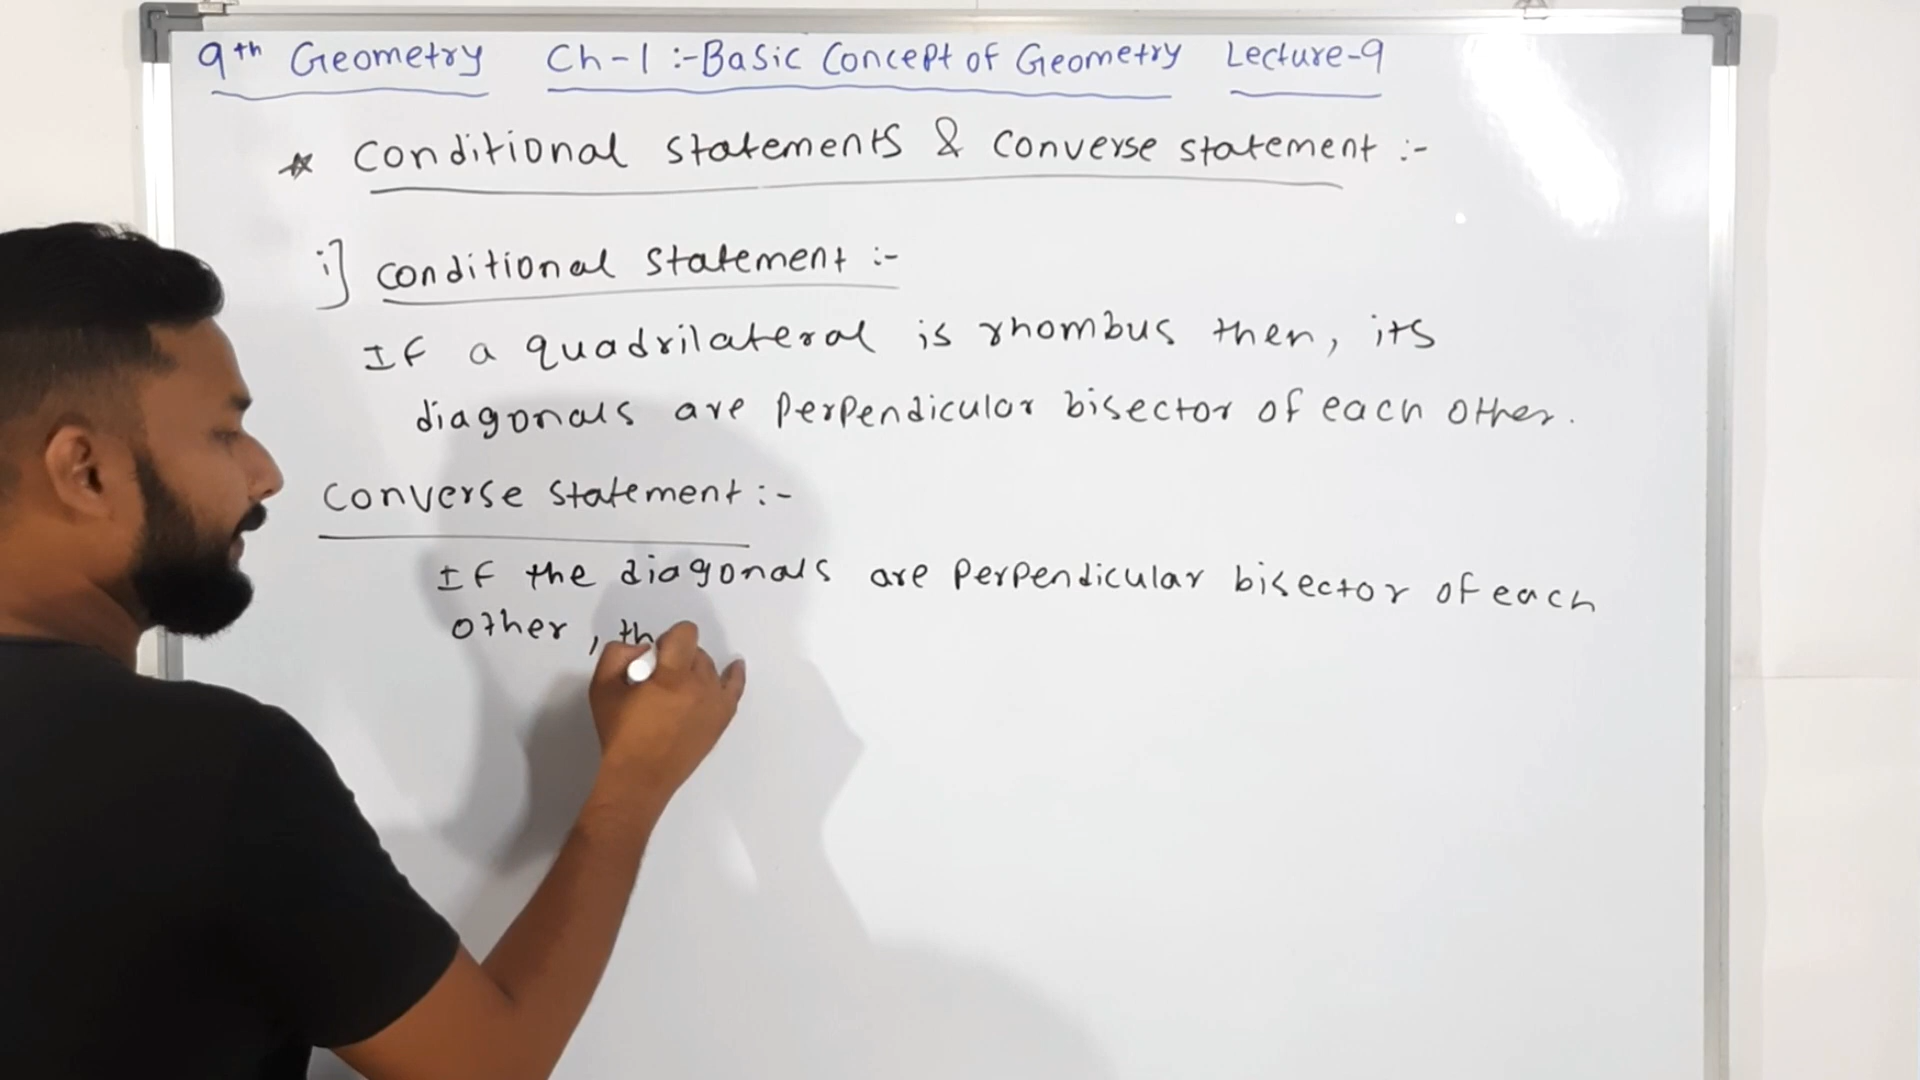 9th Geometry Ch-1 :- Basic Concept of Geometry Lecture-9
* Conditional statements & Converse statement :-
i] Conditional Statement :-
If a quadrilateral is rhombus then, its
diagonals are perpendicular bisector of each other.
Converse statement :-
If the diagonals are perpendicular bisector of each
other, th